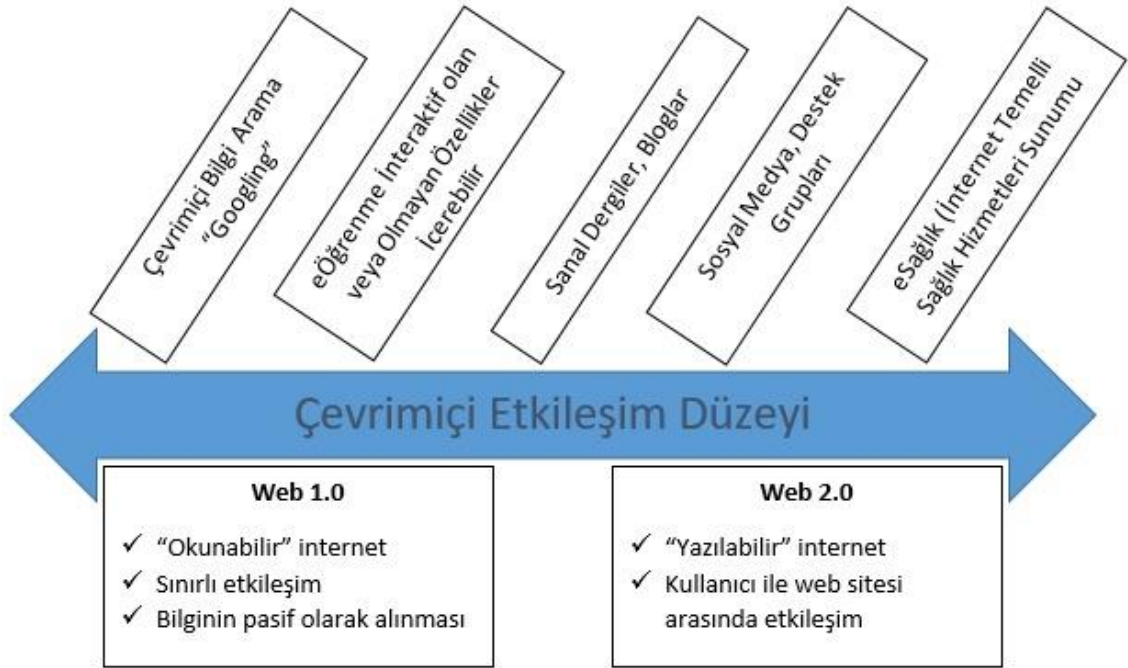 Çevrimiçi Bilgi Arama
“Googling”
eÖğrenme İnteraktif olan
veya Olmayan Özellikler
İçerebilir
Sanal Dergiler, Bloglar
Sosyal Medya, Destek
Grupları
eSağlık (İnternet Temelli
Sağlık Hizmetleri Sunumu
Çevrimiçi Etkileşim Düzeyi
Web 1.0
✓ “Okunabilir” internet
✓ Sınırlı etkileşim
✓ Bilginin pasif olarak alınması
Web 2.0
✓ “Yazılabilir” internet
✓ Kullanıcı ile web sitesi
arasında etkileşim